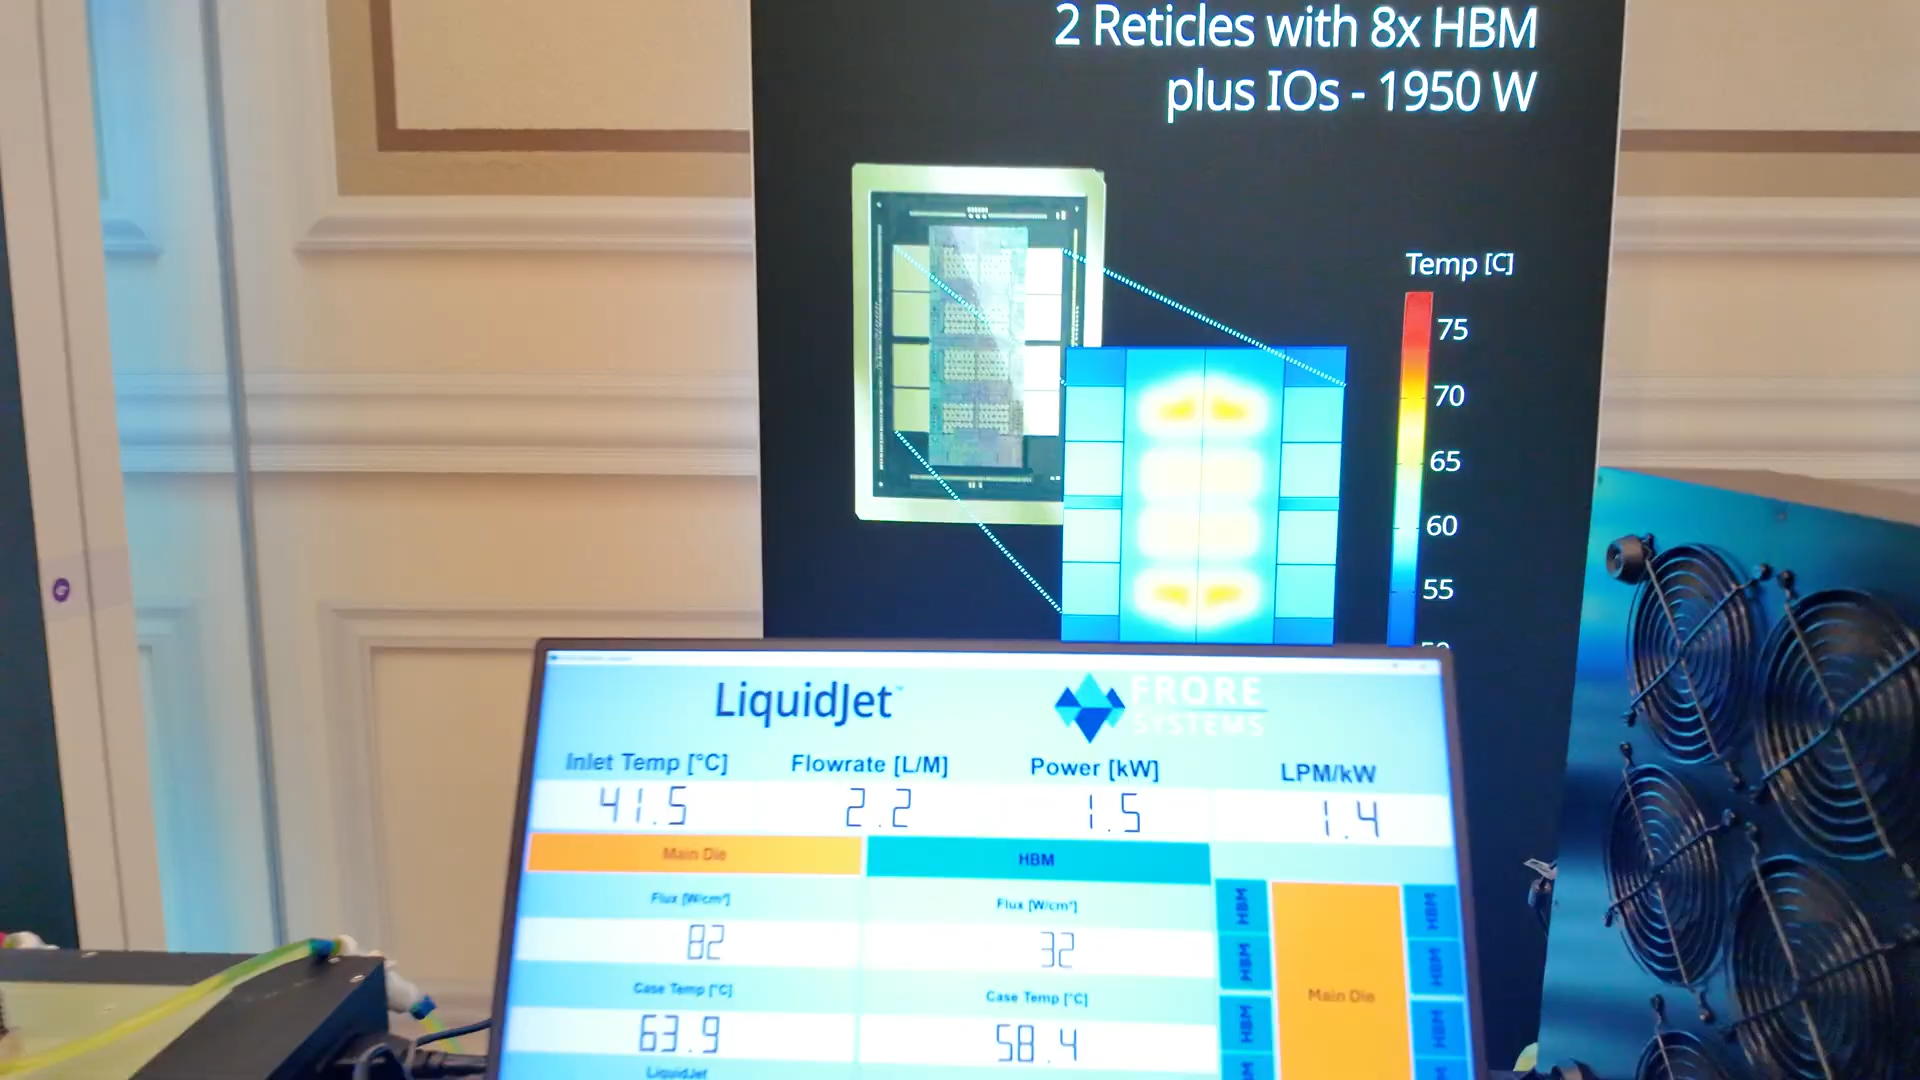 2 Reticles with 8x HBM
plus IOs - 1950 W
Temp [C]
75
70
65
60
55
LiquidJet™
FRORE
SYSTEMS
Inlet Temp [°C] Flowrate [L/M] Power [kW] LPM/kW
41.5 2.2 1.5 1.4
Main Die HBM
Flux [W/cm²] Flux [W/cm²]
82 32
Case Temp [°C] Case Temp [°C]
63.9 58.4
LiquidJet
HBM HBM
HBM HBM
Main Die
HBM HBM